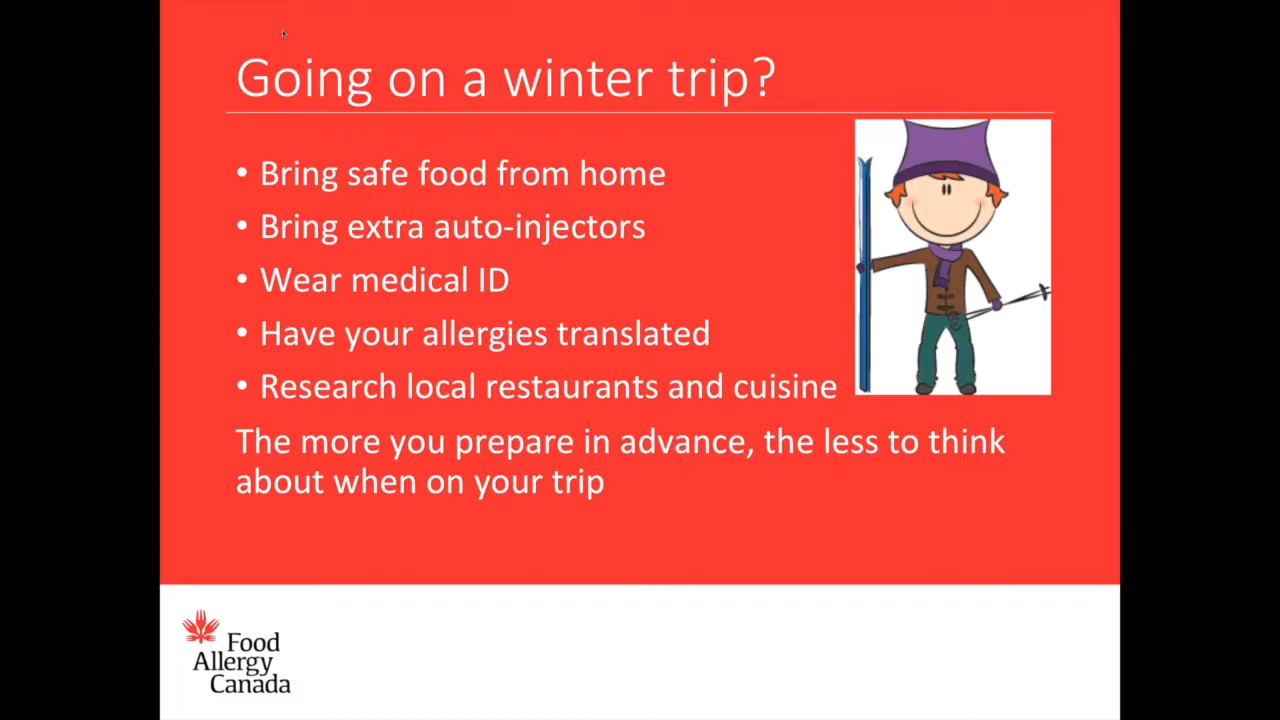 Going on a winter trip?
• Bring safe food from home
• Bring extra auto-injectors
• Wear medical ID
• Have your allergies translated
• Research local restaurants and cuisine
The more you prepare in advance, the less to think
about when on your trip
Food
Allergy
Canada